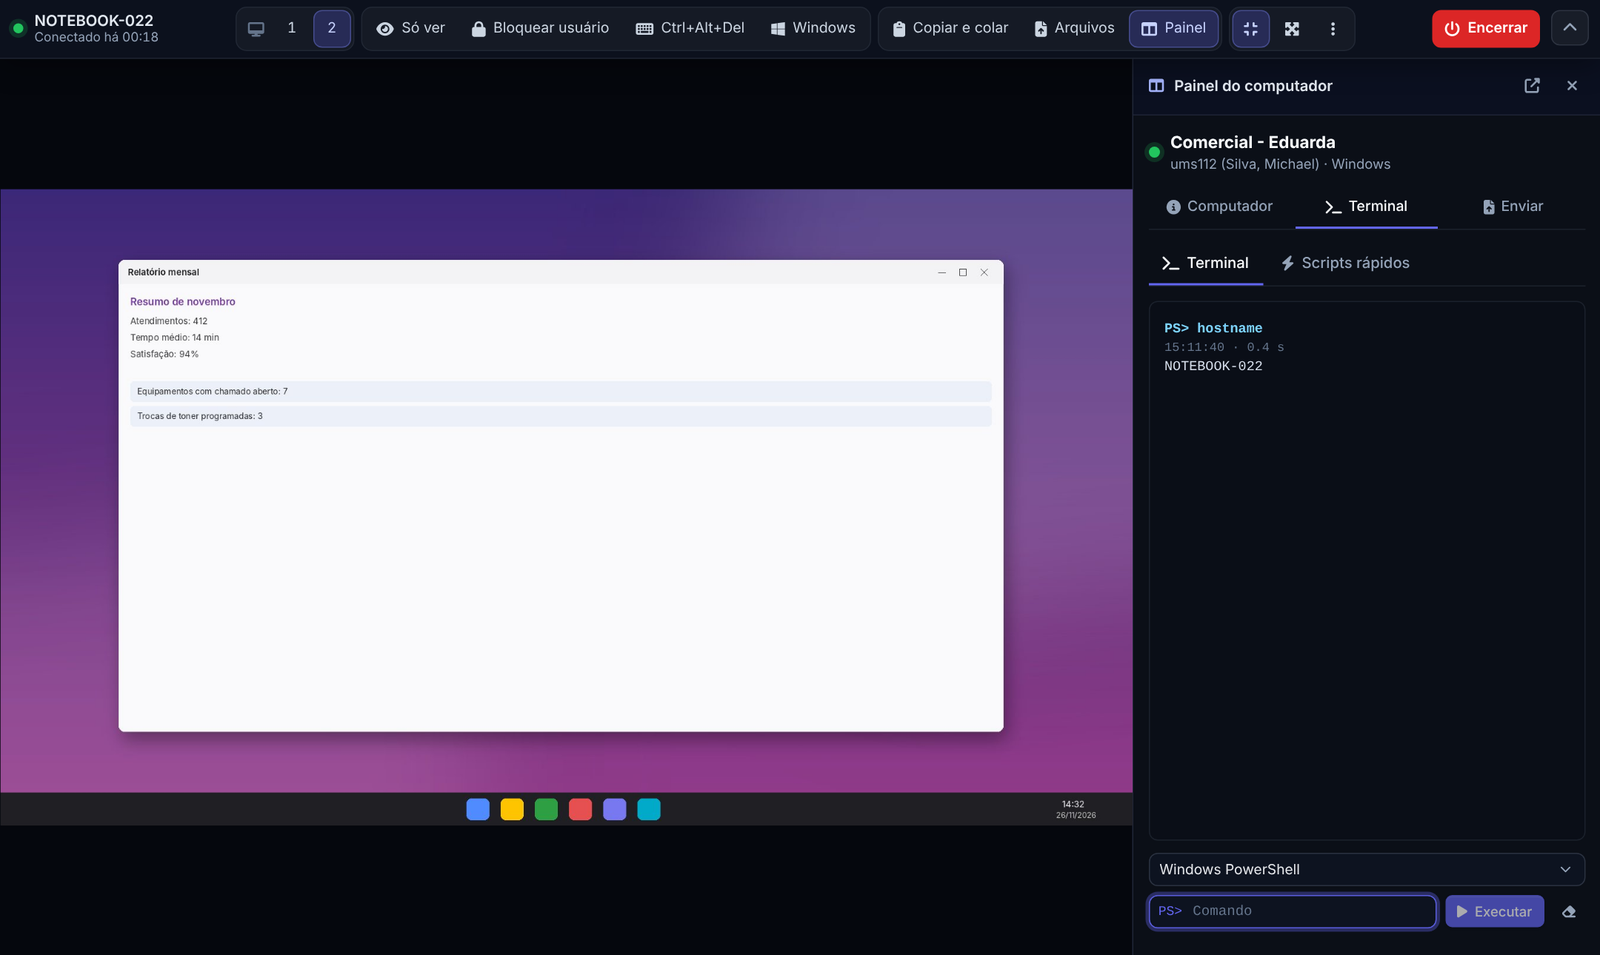 NOTEBOOK-022
Conectado há 00:18
1
2
Só ver
Bloquear usuário
Ctrl+Alt+Del
Windows
Copiar e colar
Arquivos
Painel
Encerrar
Painel do computador
Comercial - Eduarda
ums112 (Silva, Michael) · Windows
Computador
Terminal
Enviar
Terminal
Scripts rápidos
PS> hostname
15:11:40 · 0.4 s
NOTEBOOK-022
Windows PowerShell
PS> Comando
Executar
Relatório mensal
Resumo de novembro
Atendimentos: 412
Tempo médio: 14 min
Satisfação: 94%
Equipamentos com chamado aberto: 7
Trocas de toner programadas: 3
14:32
26/11/2026